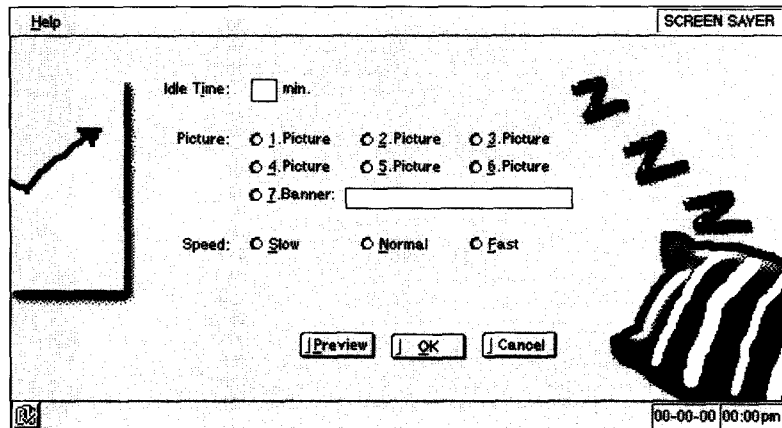 Help SCREEN SAVER
Idle Time: min.
Picture: 1.Picture 2.Picture 3.Picture
4.Picture 5.Picture 6.Picture
7.Banner:
Speed: Slow Normal Fast
Preview OK Cancel
00-00-00 00:00pm